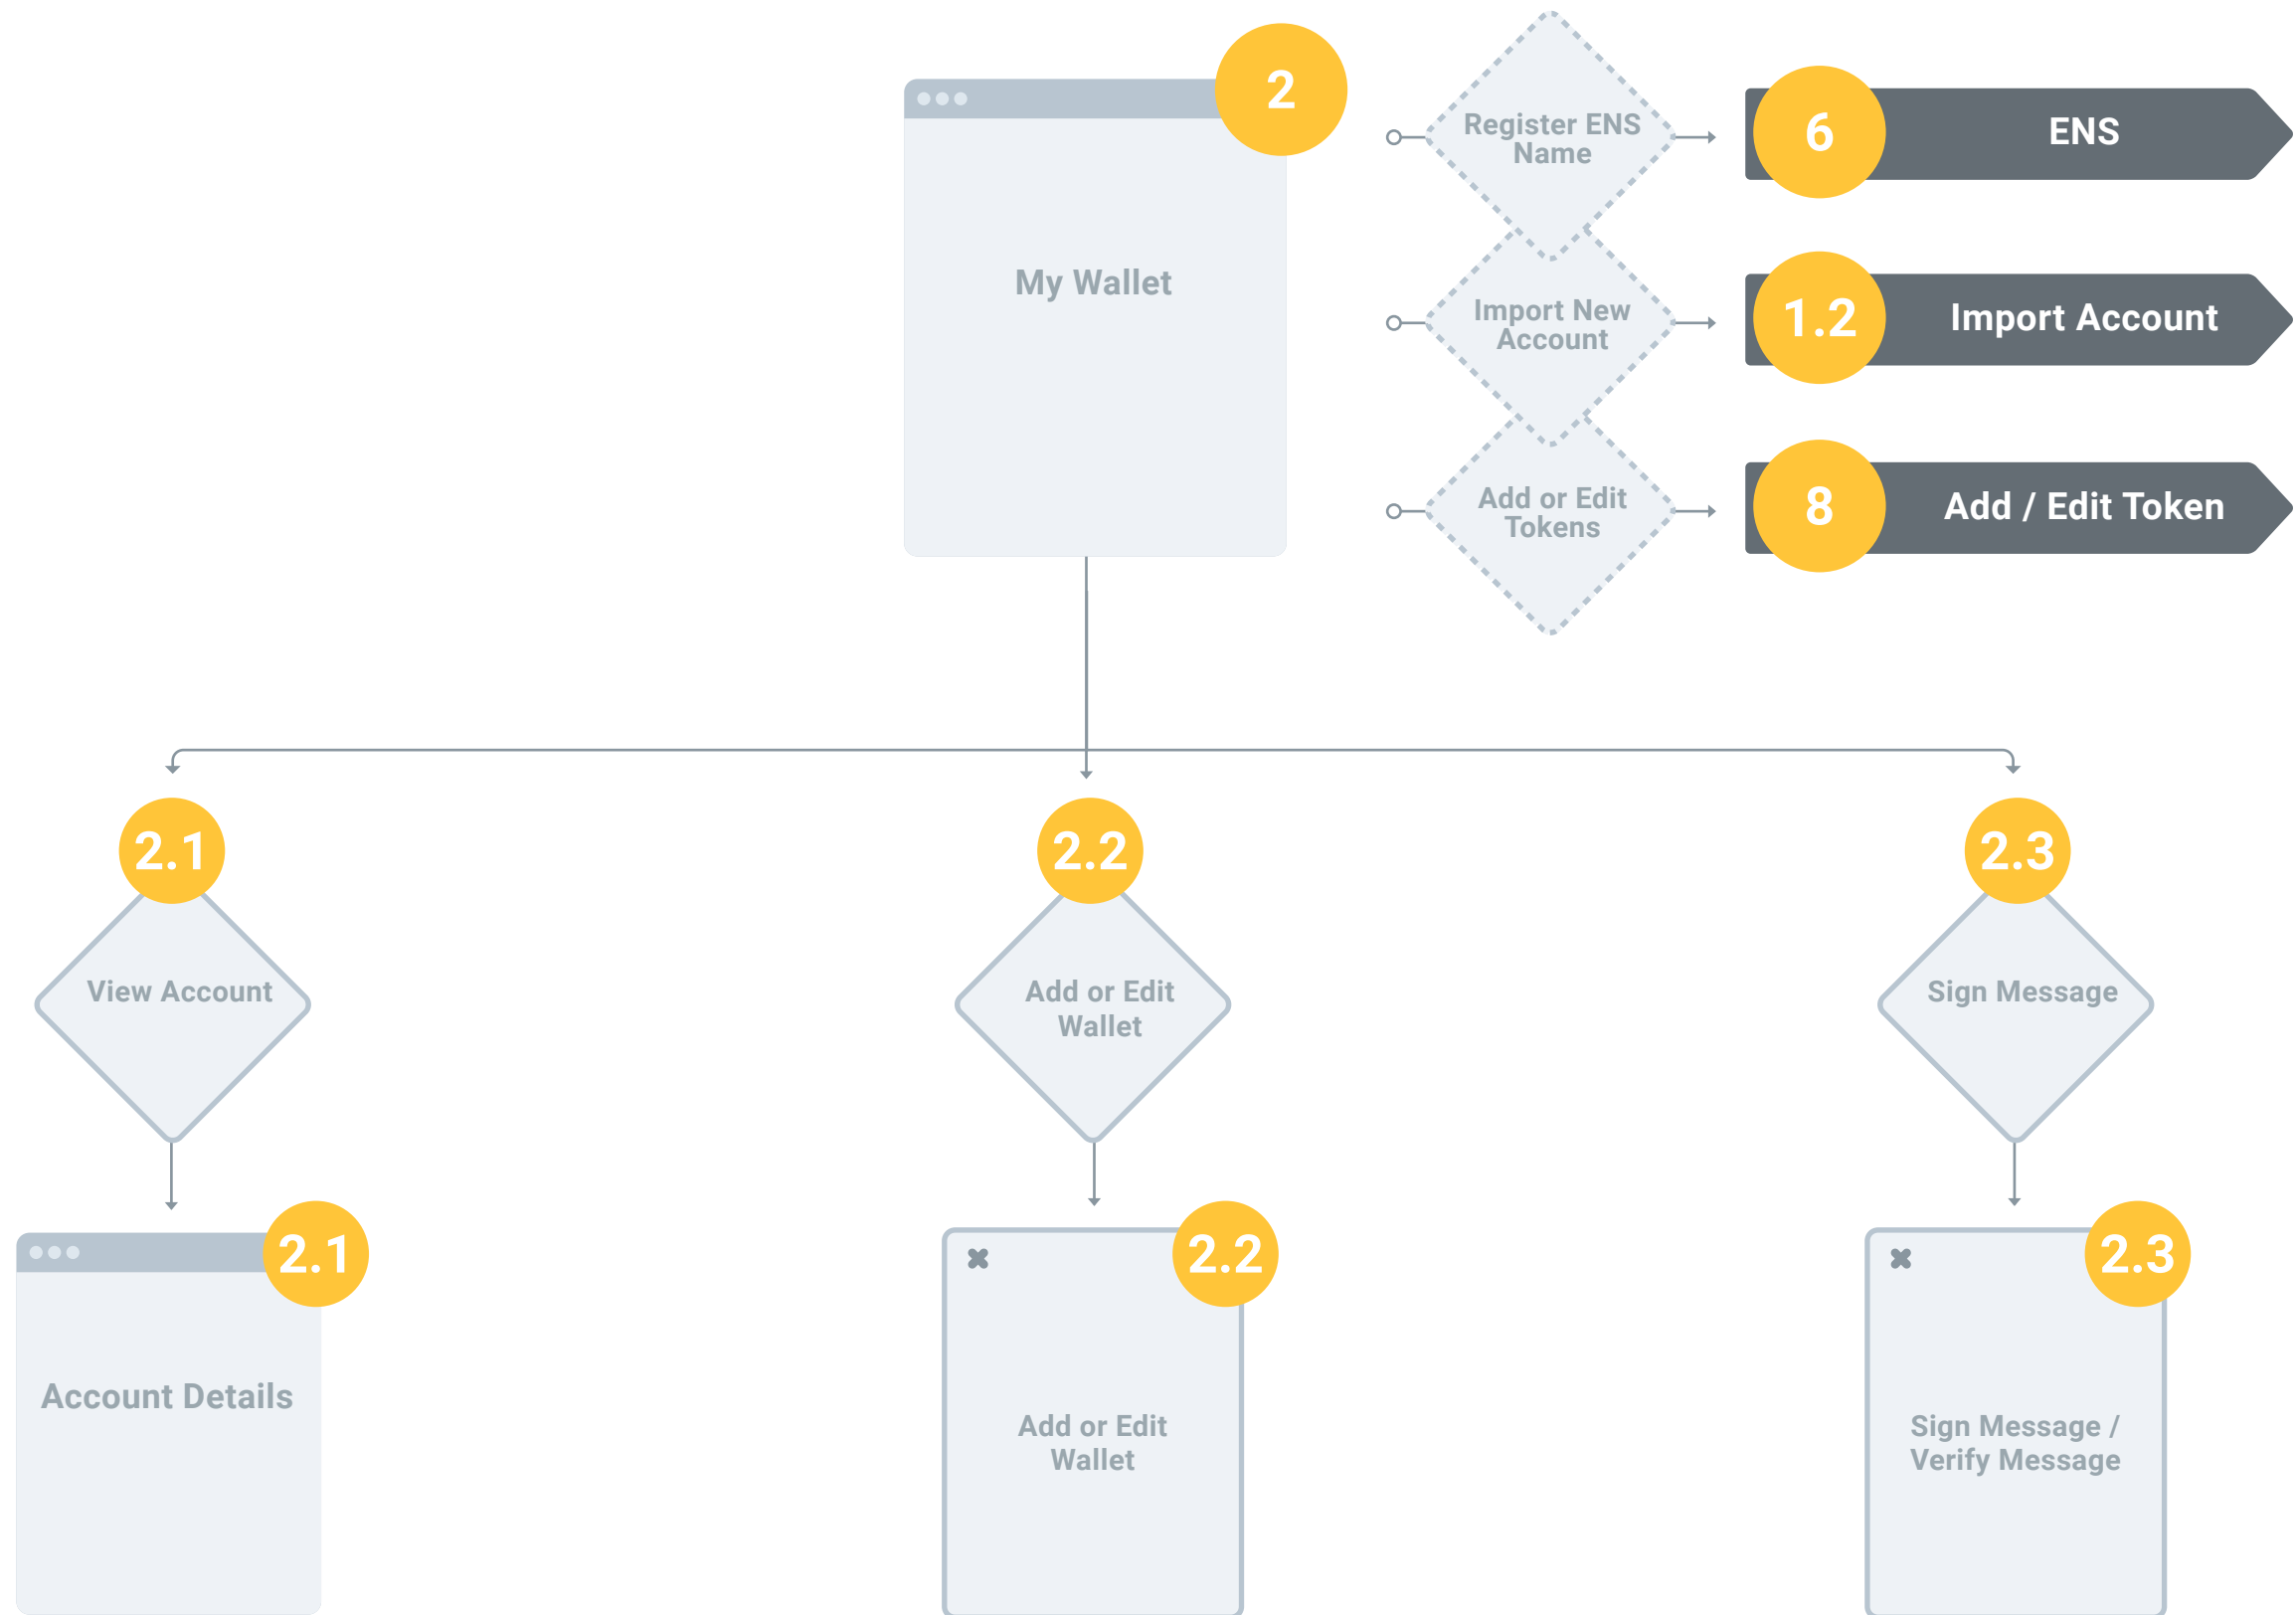 2
My Wallet
Register ENS
Name
6
ENS
Import New
Account
1.2
Import Account
Add or Edit
Tokens
8
Add / Edit Token
2.1
View Account
2.2
Add or Edit
Wallet
2.3
Sign Message
2.1
Account Details
2.2
Add or Edit
Wallet
2.3
Sign Message /
Verify Message